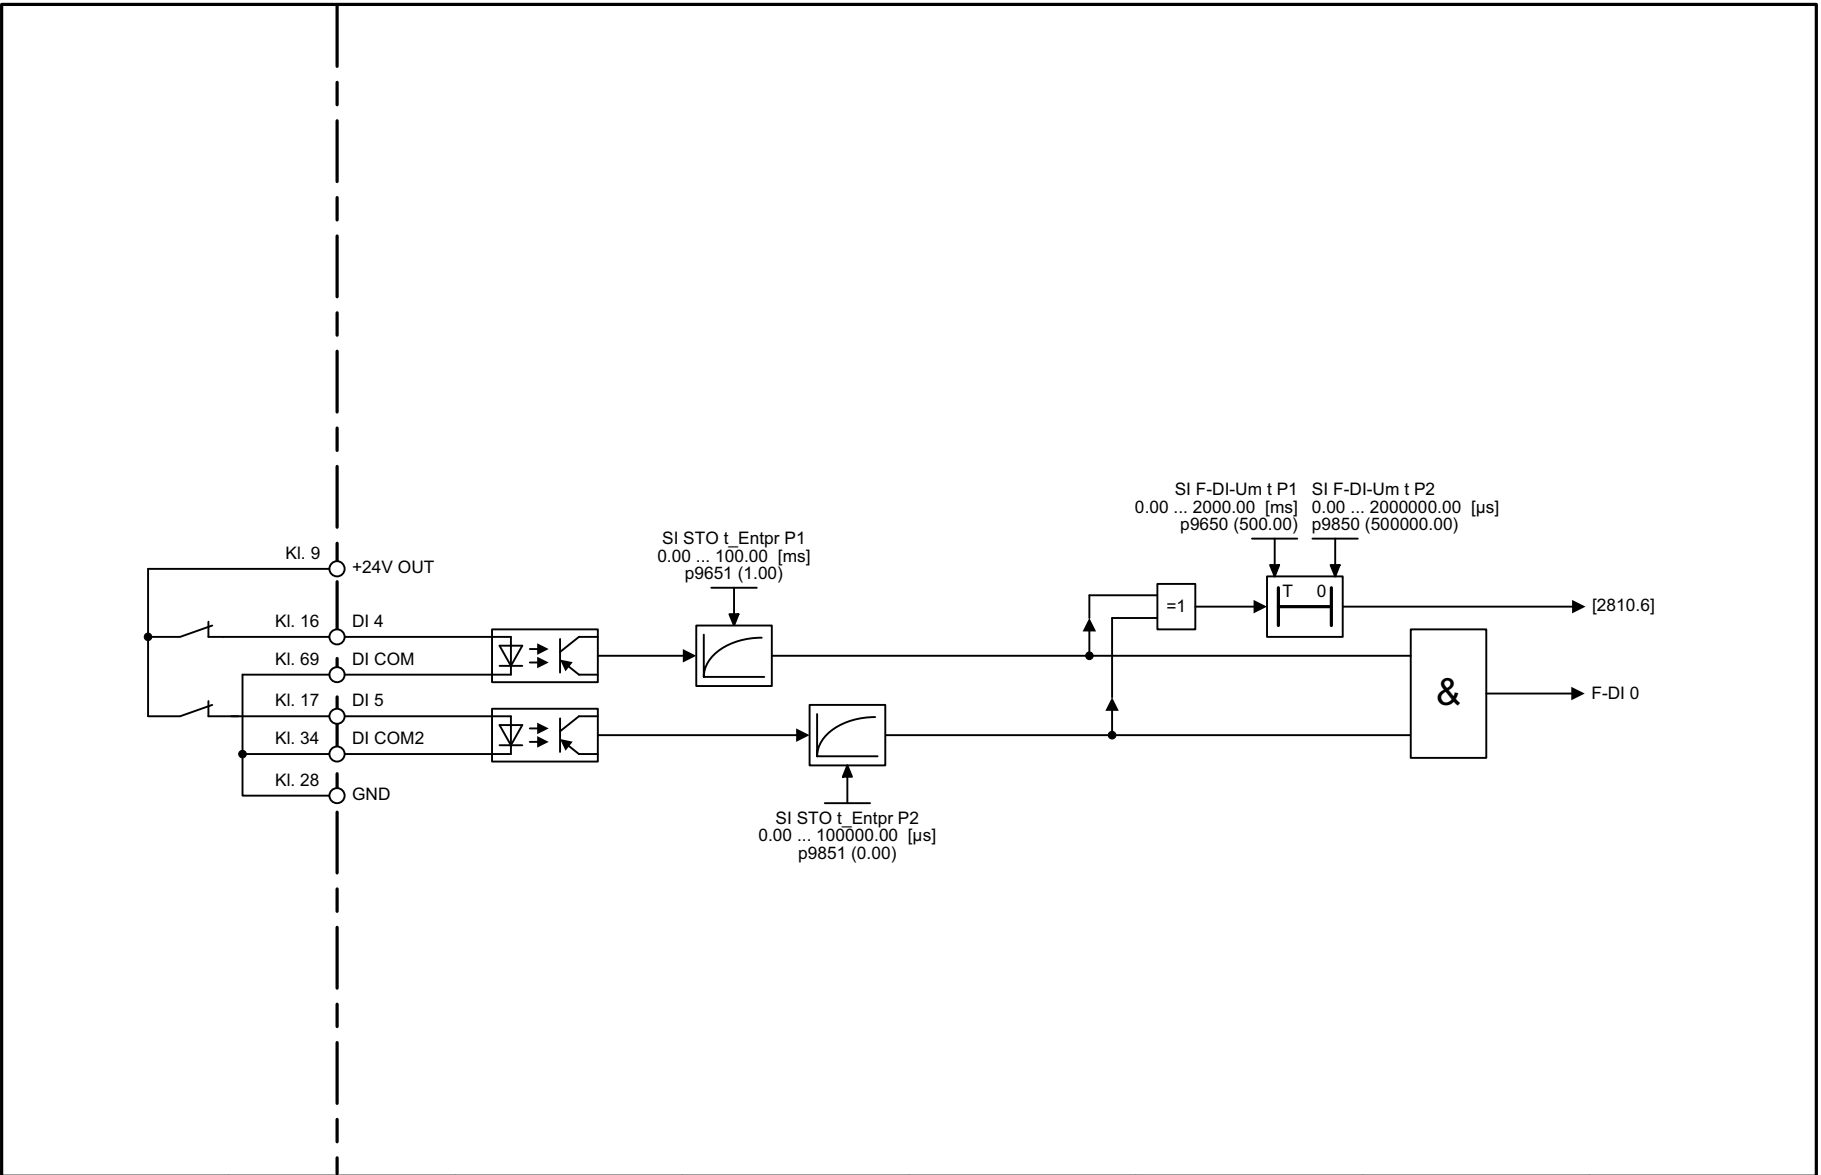 SI F-DI-Um t P1
0.00 ... 2000.00 [ms]
p9650 (500.00)
SI F-DI-Um t P2
0.00 ... 2000000.00 [µs]
p9850 (500000.00)
SI STO t_Entpr P1
0.00 ... 100.00 [ms]
p9651 (1.00)
Kl. 9
+24V OUT
T 0
=1
[2810.6]
Kl. 16
DI 4
Kl. 69
DI COM
Kl. 17
DI 5
&
F-DI 0
Kl. 34
DI COM2
Kl. 28
GND
SI STO t_Entpr P2
0.00 ... 100000.00 [µs]
p9851 (0.00)